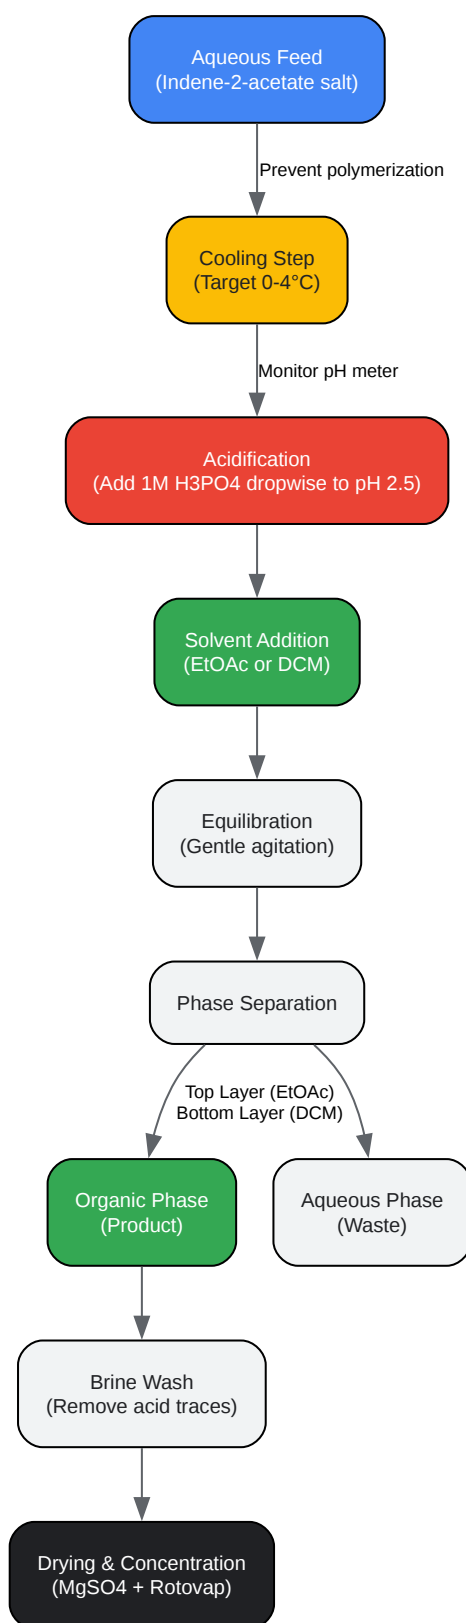 Aqueous Feed
(Indene-2-acetate salt)
Prevent polymerization
Cooling Step
(Target 0-4°C)
Monitor pH meter
Acidification
(Add 1M H3PO4 dropwise to pH 2.5)
Solvent Addition
(EtOAc or DCM)
Equilibration
(Gentle agitation)
Phase Separation
Top Layer (EtOAc)
Bottom Layer (DCM)
Organic Phase
(Product)
Aqueous Phase
(Waste)
Brine Wash
(Remove acid traces)
Drying & Concentration
(MgSO4 + Rotovap)